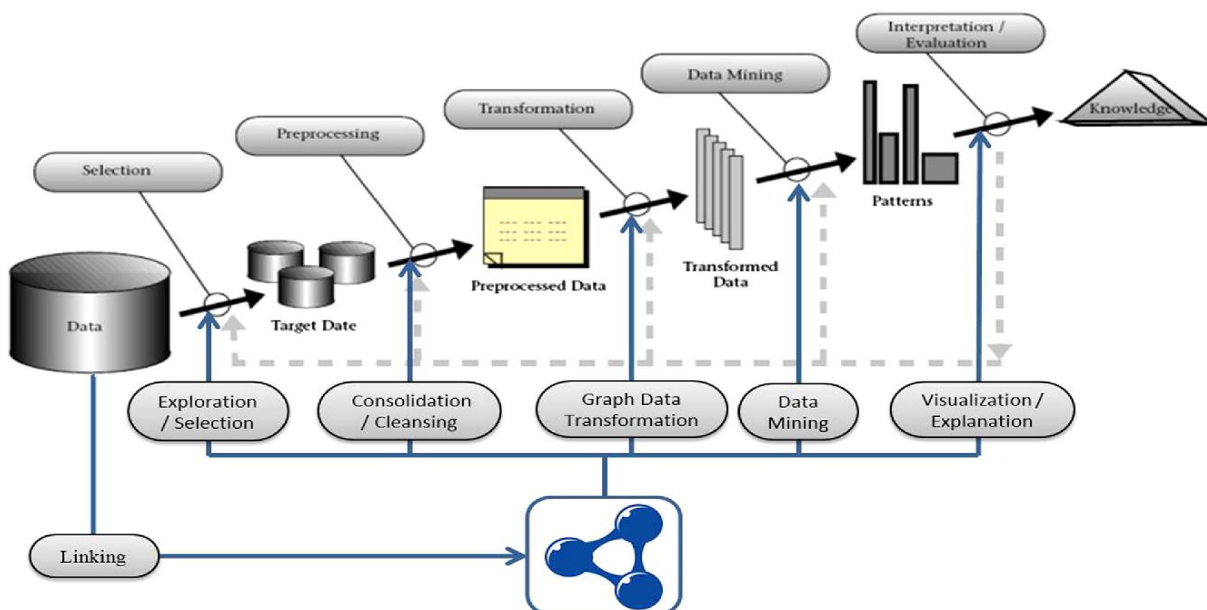 Interpretation /
Evaluation
Data Mining
Transformation
Preprocessing
Selection
Knowledge
Patterns
Transformed
Data
Preprocessed Data
Target Date
Data
Exploration
/ Selection
Consolidation
/ Cleansing
Graph Data
Transformation
Data
Mining
Visualization /
Explanation
Linking